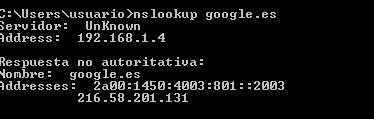 C:\Users\usuario>nslookup google.es
Servidor:  UnKnown
Address:  192.168.1.4

Respuesta no autoritativa:
Nombre:  google.es
Addresses:  2a00:1450:4003:801::2003
216.58.201.131